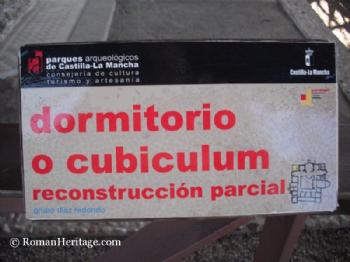 parques arqueológicos
de Castilla-La Mancha
consejería de cultura
turismo y artesanía
Castilla-La Mancha
dormitorio
o cubiculum
reconstrucción parcial
grupo díaz redondo
© RomanHeritage.com